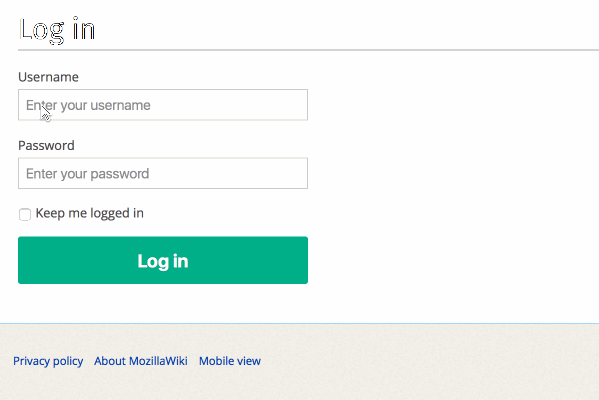 Log in
Username
Enter your username
Password
Enter your password
Keep me logged in
Log in
Privacy policy About MozillaWiki Mobile view